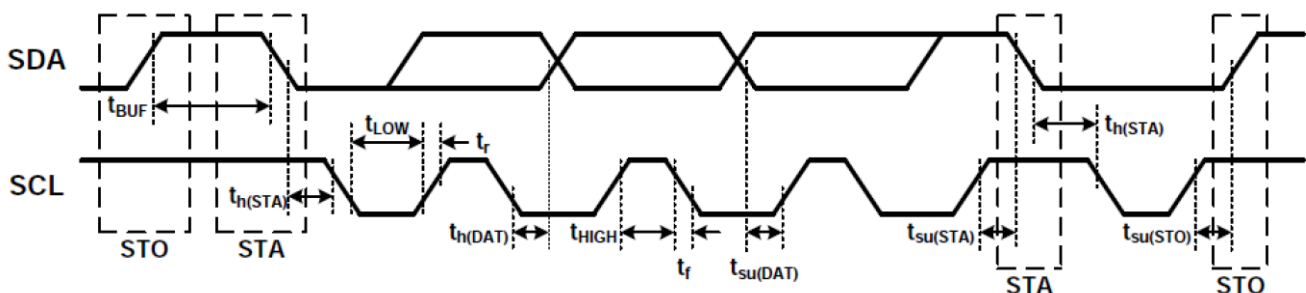 SDA
t_BUF
t_LOW
t_r
t_h(STA)
SCL
t_h(STA)
t_h(DAT)
t_HIGH
t_f
t_su(DAT)
t_su(STA)
t_su(STO)
STO
STA
STA
STO